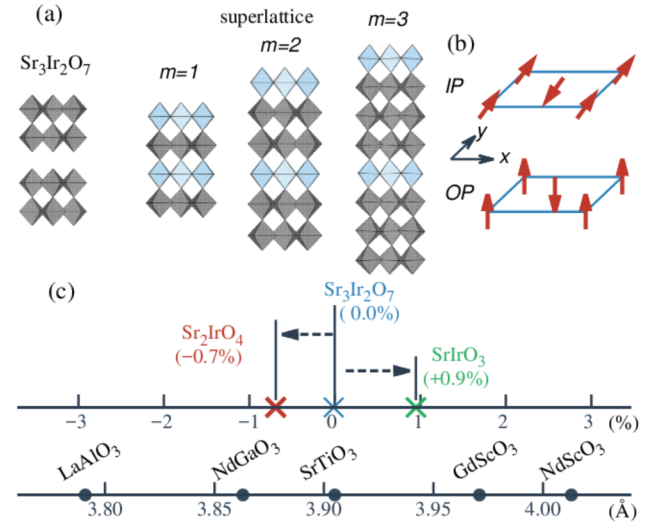 (a)
superlattice
Sr₃Ir₂O₇
m=1
m=2
m=3
(b)
IP
y
x
OP
(c)
Sr₃Ir₂O₇
( 0.0%)
Sr₂IrO₄
(−0.7%)
SrIrO₃
(+0.9%)
−3 −2 −1 0 1 2 3 (%)
LaAlO₃ NdGaO₃ SrTiO₃ GdScO₃ NdScO₃
3.80 3.85 3.90 3.95 4.00 (Å)